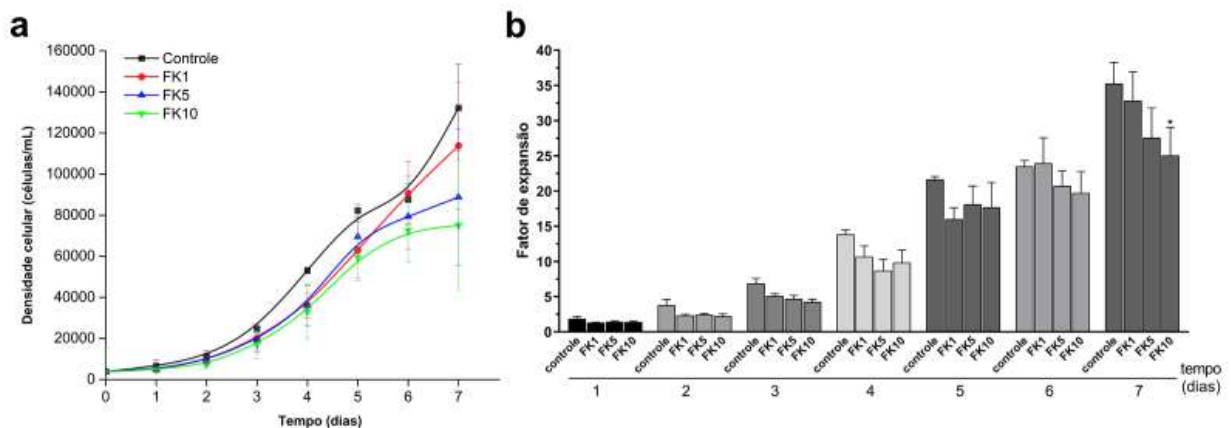 a
160000
140000
120000
100000
80000
60000
40000
20000
0
Densidade celular (células/mL)
Controle
FK1
FK5
FK10
0 1 2 3 4 5 6 7
Tempo (dias)
b
40
35
30
25
20
15
10
5
0
Fator de expansão
*
controle FK1 FK5 FK10 controle FK1 FK5 FK10 controle FK1 FK5 FK10 controle FK1 FK5 FK10 controle FK1 FK5 FK10 controle FK1 FK5 FK10 controle FK1 FK5 FK10
1 2 3 4 5 6 7
tempo
(dias)